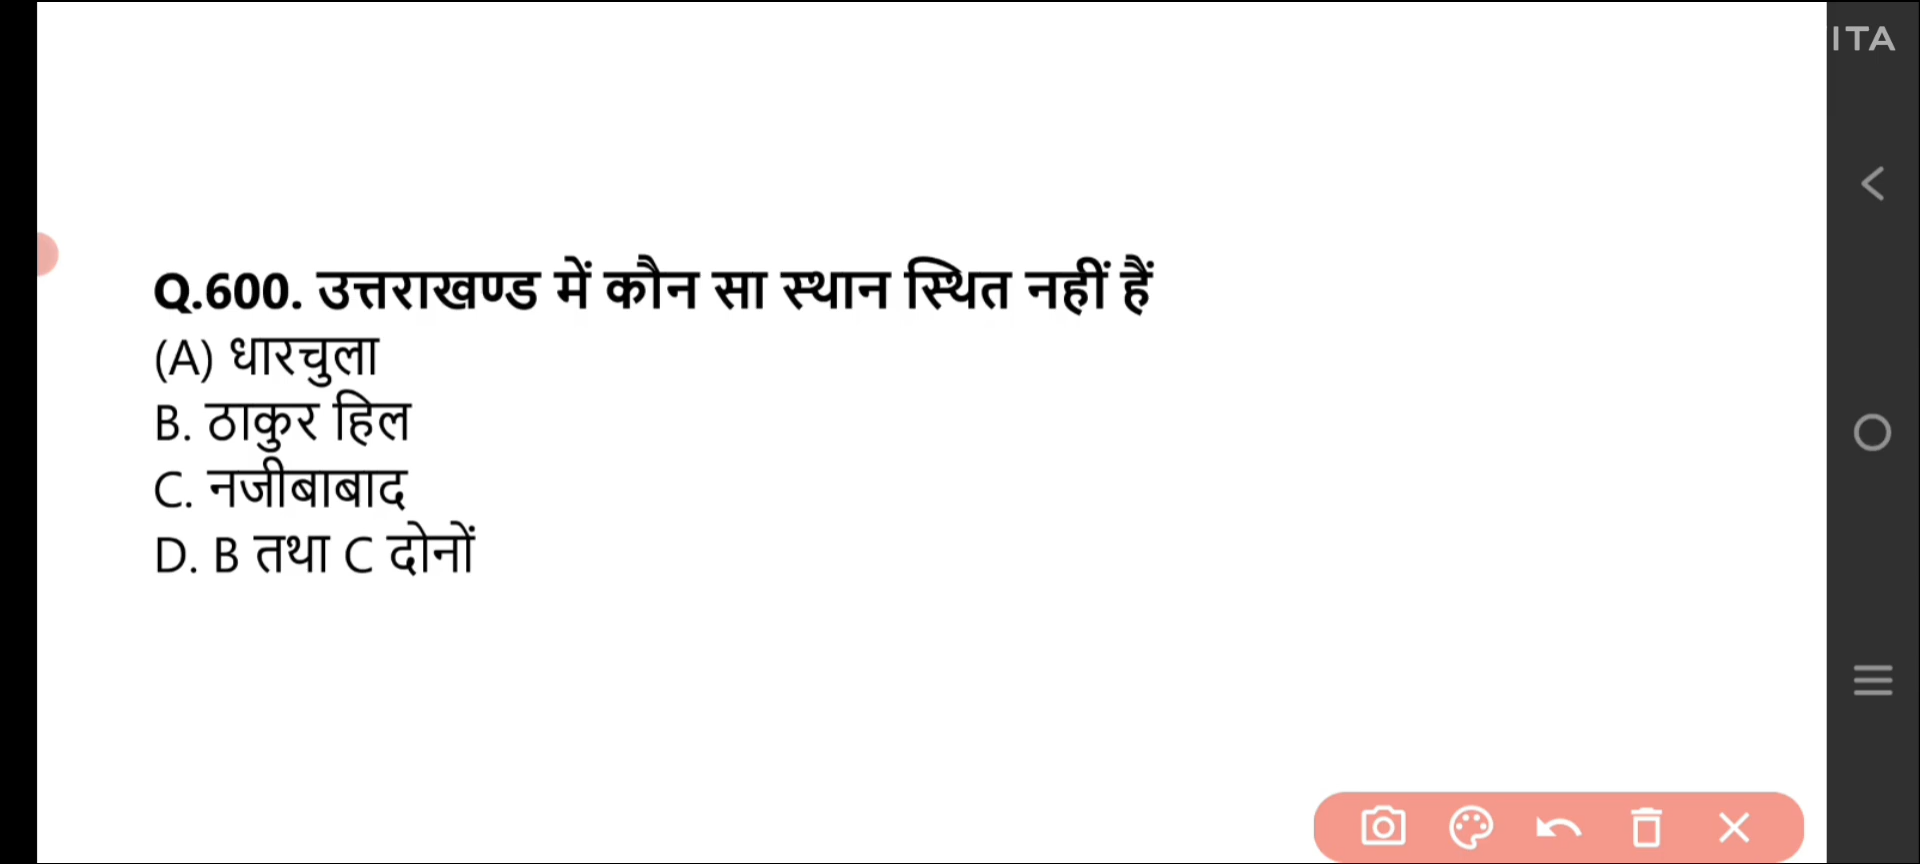 ITA
Q.600. उत्तराखण्ड में कौन सा स्थान स्थित नहीं हैं
(A) धारचुला
B. ठाकुर हिल
C. नजीबाबाद
D. B तथा C दोनों